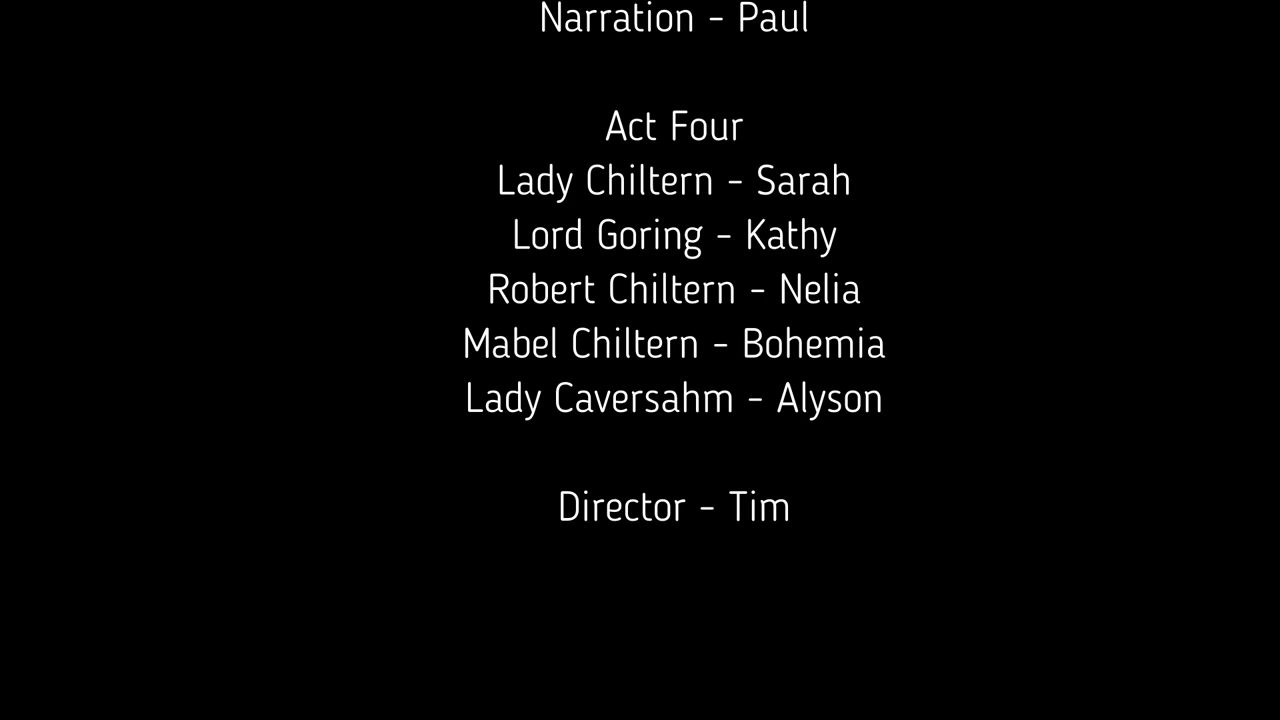 Narration - Paul
Act Four
Lady Chiltern - Sarah
Lord Goring - Kathy
Robert Chiltern - Nelia
Mabel Chiltern - Bohemia
Lady Caversahm - Alyson
Director - Tim